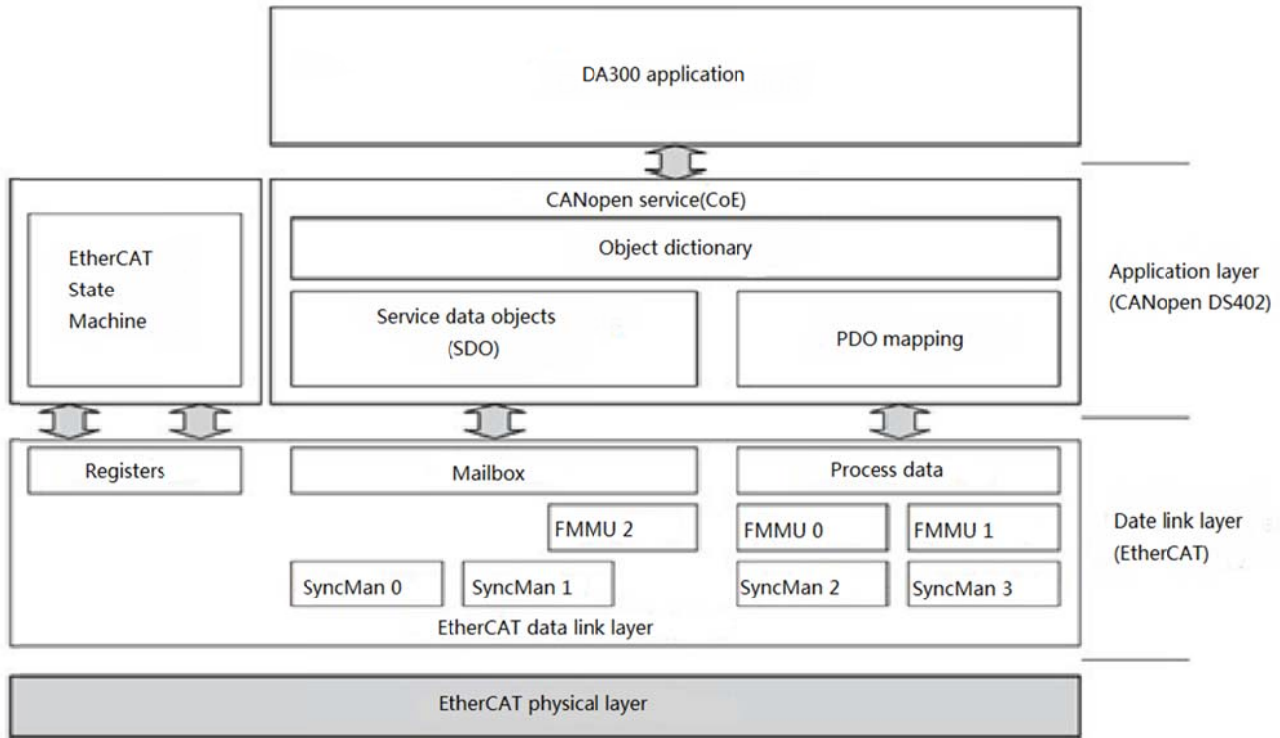 DA300 application
CANopen service(CoE)
Object dictionary
EtherCAT
State
Machine
Service data objects
(SDO)
PDO mapping
Application layer
(CANopen DS402)
Registers
Mailbox
Process data
FMMU 2
FMMU 0
FMMU 1
Date link layer
(EtherCAT)
SyncMan 0
SyncMan 1
SyncMan 2
SyncMan 3
EtherCAT data link layer
EtherCAT physical layer